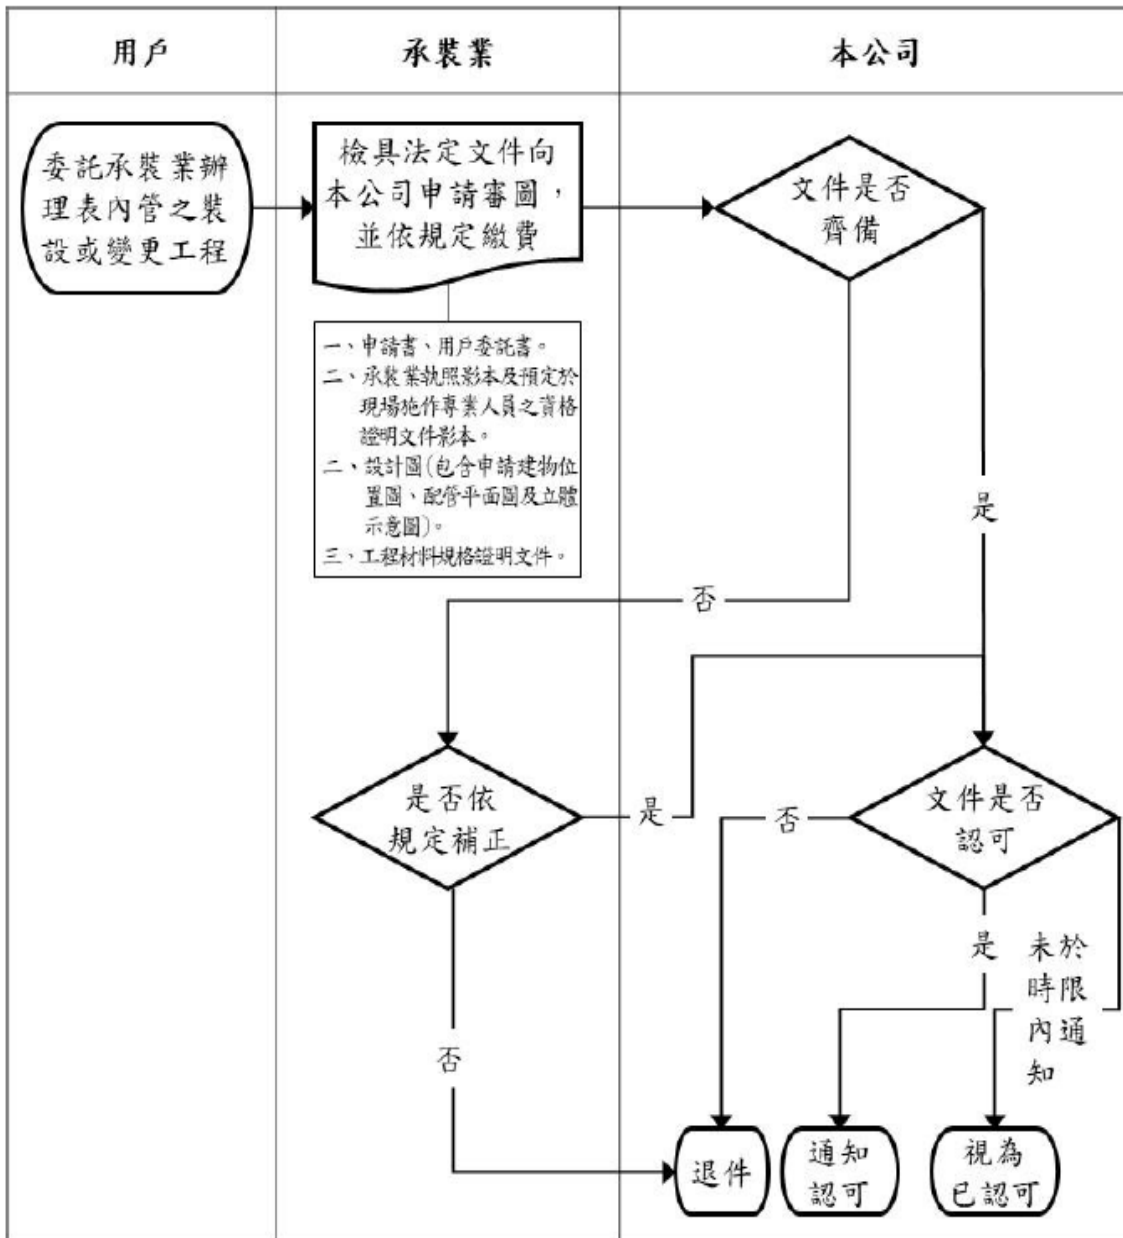 用戶
承裝業
本公司
委託承裝業辦
理表內管之裝
設或變更工程
檢具法定文件向
本公司申請審圖，
並依規定繳費
文件是否
齊備
一、申請書、用戶委託書。
二、承裝業執照影本及預定於
現場施作專業人員之資格
證明文件影本。
二、設計圖(包含申請建物位
置圖、配管平面圖及立體
示意圖)。
三、工程材料規格證明文件。
是
否
是否依
規定補正
是
否
文件是否
認可
否
是
未於
時限
內通
知
退件
通知
認可
視為
已認可